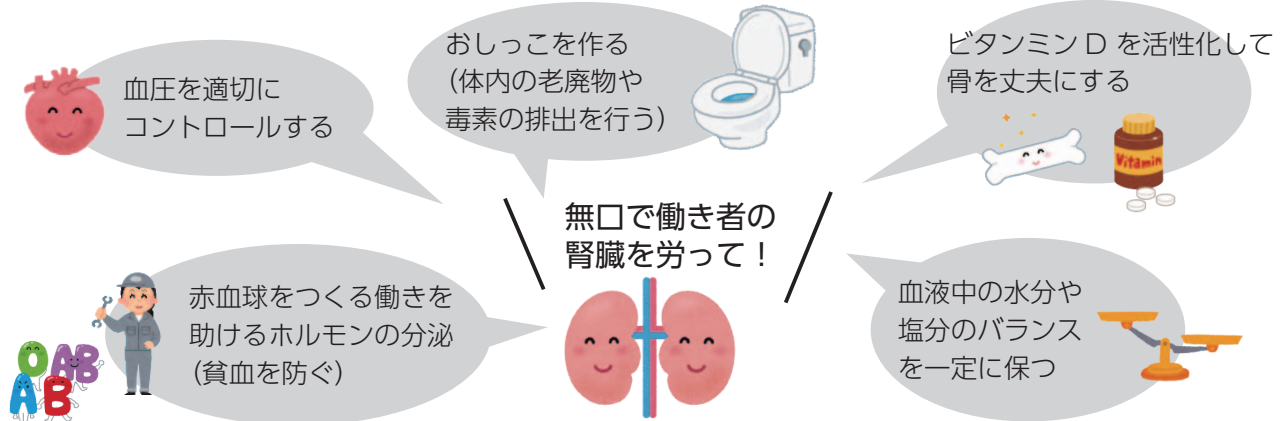 血圧を適切に
コントロールする
おしっこを作る
（体内の老廃物や
毒素の排出を行う）
ビタンミン D を活性化して
骨を丈夫にする
Vitamin
無口で働き者の
腎臓を労って！
赤血球をつくる働きを
助けるホルモンの分泌
（貧血を防ぐ）
O AB
A B
血液中の水分や
塩分のバランス
を一定に保つ